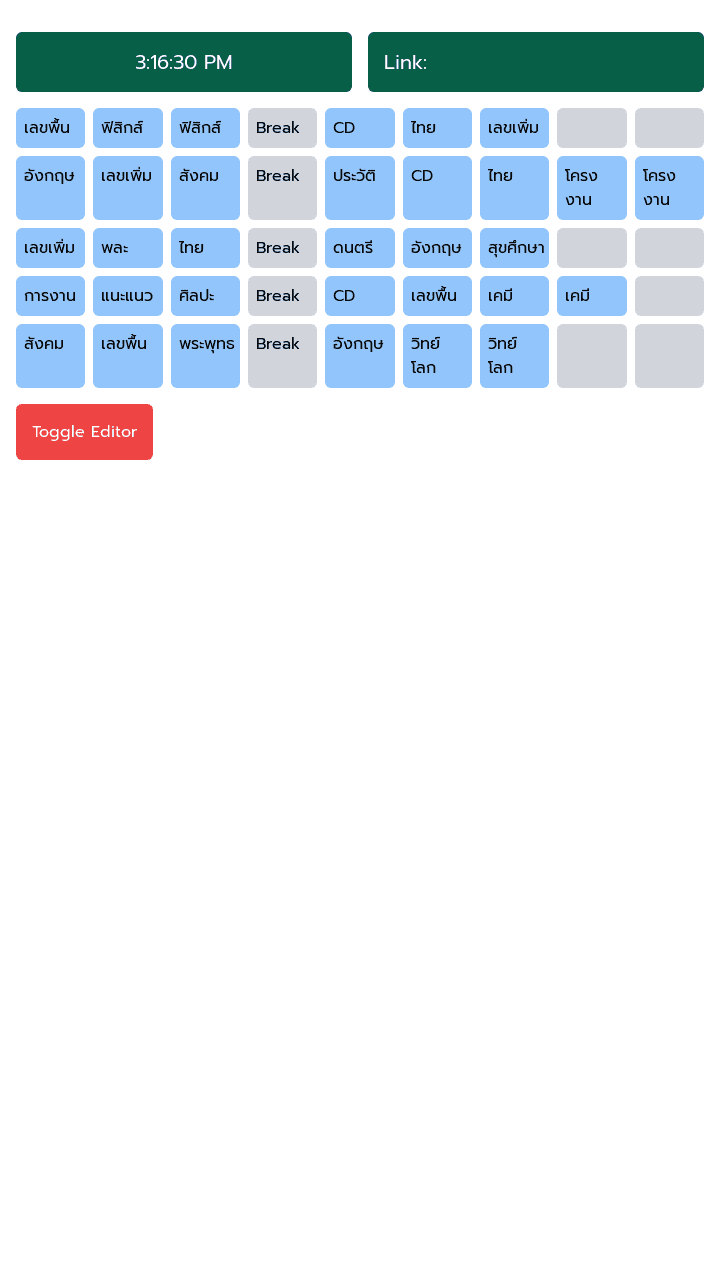 3:16:30 PM Link:
เลขพื้น ฟิสิกส์ ฟิสิกส์ Break CD ไทย เลขเพิ่ม
อังกฤษ เลขเพิ่ม สังคม Break ประวัติ CD ไทย โครง โครง
งาน งาน
เลขเพิ่ม พละ ไทย Break ดนตรี อังกฤษ สุขศึกษา
การงาน แนะแนว ศิลปะ Break CD เลขพื้น เคมี เคมี
สังคม เลขพื้น พระพุทธ Break อังกฤษ วิทย์ วิทย์
โลก โลก
Toggle Editor